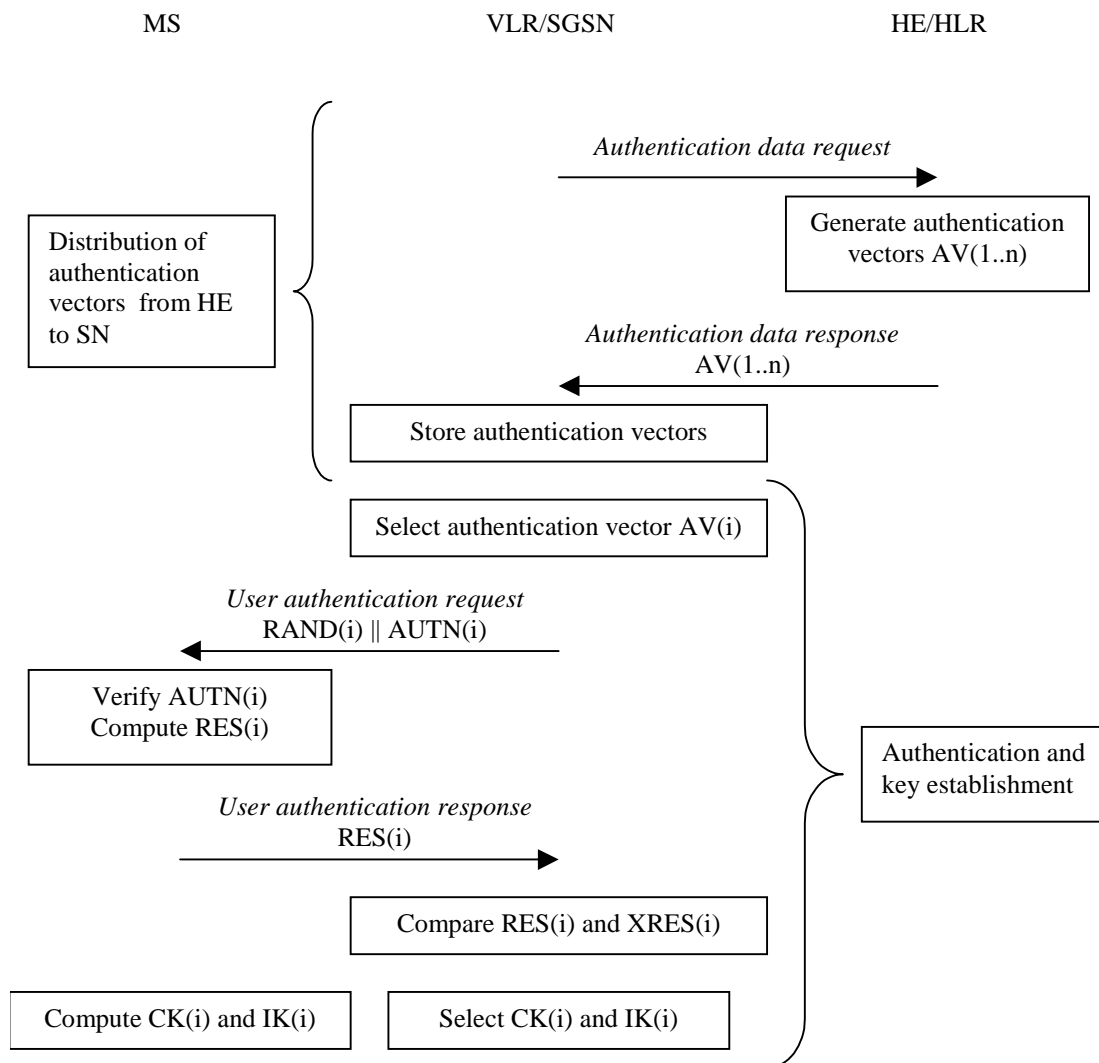 MS
VLR/SGSN
HE/HLR
Authentication data request
Generate authentication
vectors AV(1..n)
Distribution of
authentication
vectors from HE
to SN
Authentication data response
AV(1..n)
Store authentication vectors
Select authentication vector AV(i)
User authentication request
RAND(i) || AUTN(i)
Verify AUTN(i)
Compute RES(i)
Authentication and
key establishment
User authentication response
RES(i)
Compare RES(i) and XRES(i)
Compute CK(i) and IK(i)
Select CK(i) and IK(i)